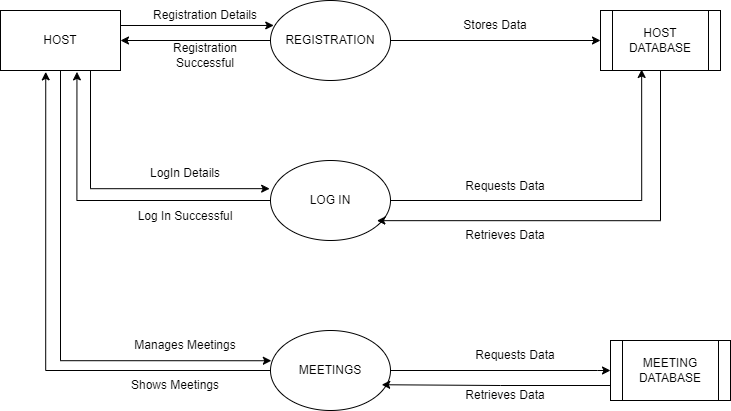 Registration Details
Stores Data
HOST
REGISTRATION
HOST
DATABASE
Registration
Successful
LogIn Details
Requests Data
LOG IN
Log In Successful
Retrieves Data
Manages Meetings
Requests Data
MEETINGS
MEETING
DATABASE
Shows Meetings
Retrieves Data